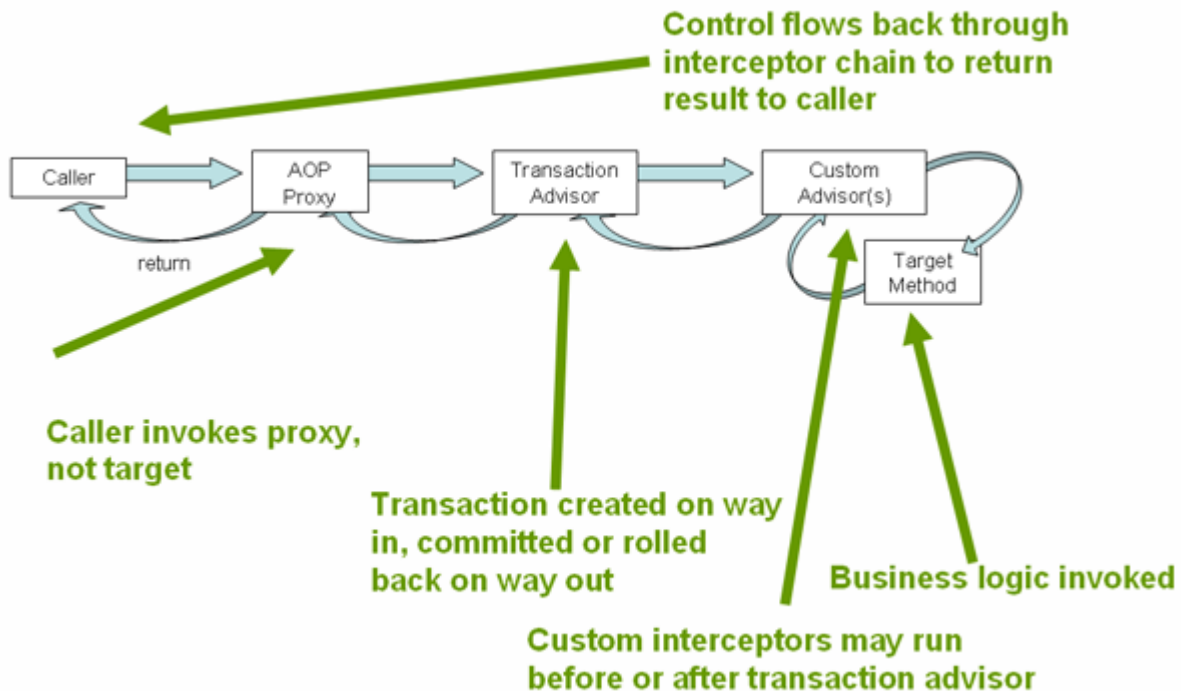 Control flows back through
interceptor chain to return
result to caller
Caller
AOP
Proxy
Transaction
Advisor
Custom
Advisor(s)
return
Target
Method
Caller invokes proxy,
not target
Transaction created on way
in, committed or rolled
back on way out
Business logic invoked
Custom interceptors may run
before or after transaction advisor